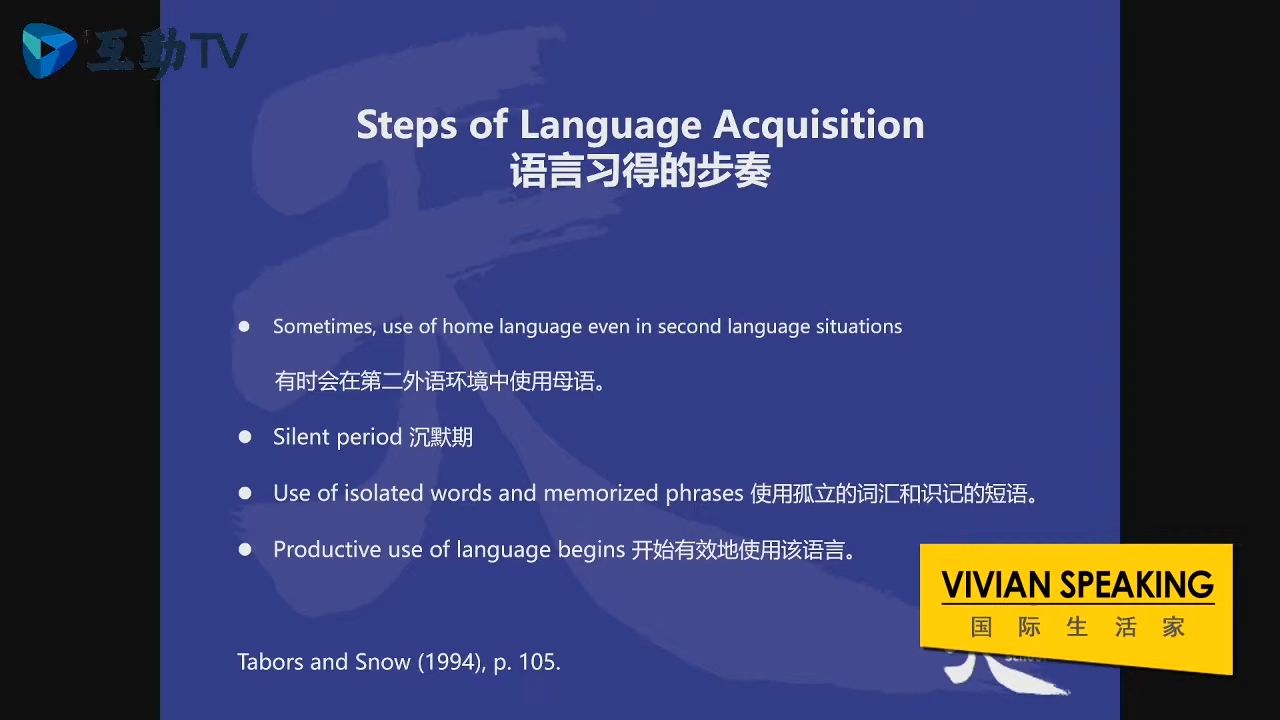 互動TV
Steps of Language Acquisition
语言习得的步奏
Sometimes, use of home language even in second language situations
有时会在第二外语环境中使用母语。
Silent period 沉默期
Use of isolated words and memorized phrases 使用孤立的词汇和识记的短语。
Productive use of language begins 开始有效地使用该语言。
VIVIAN SPEAKING
国际生活家
Tabors and Snow (1994), p. 105.